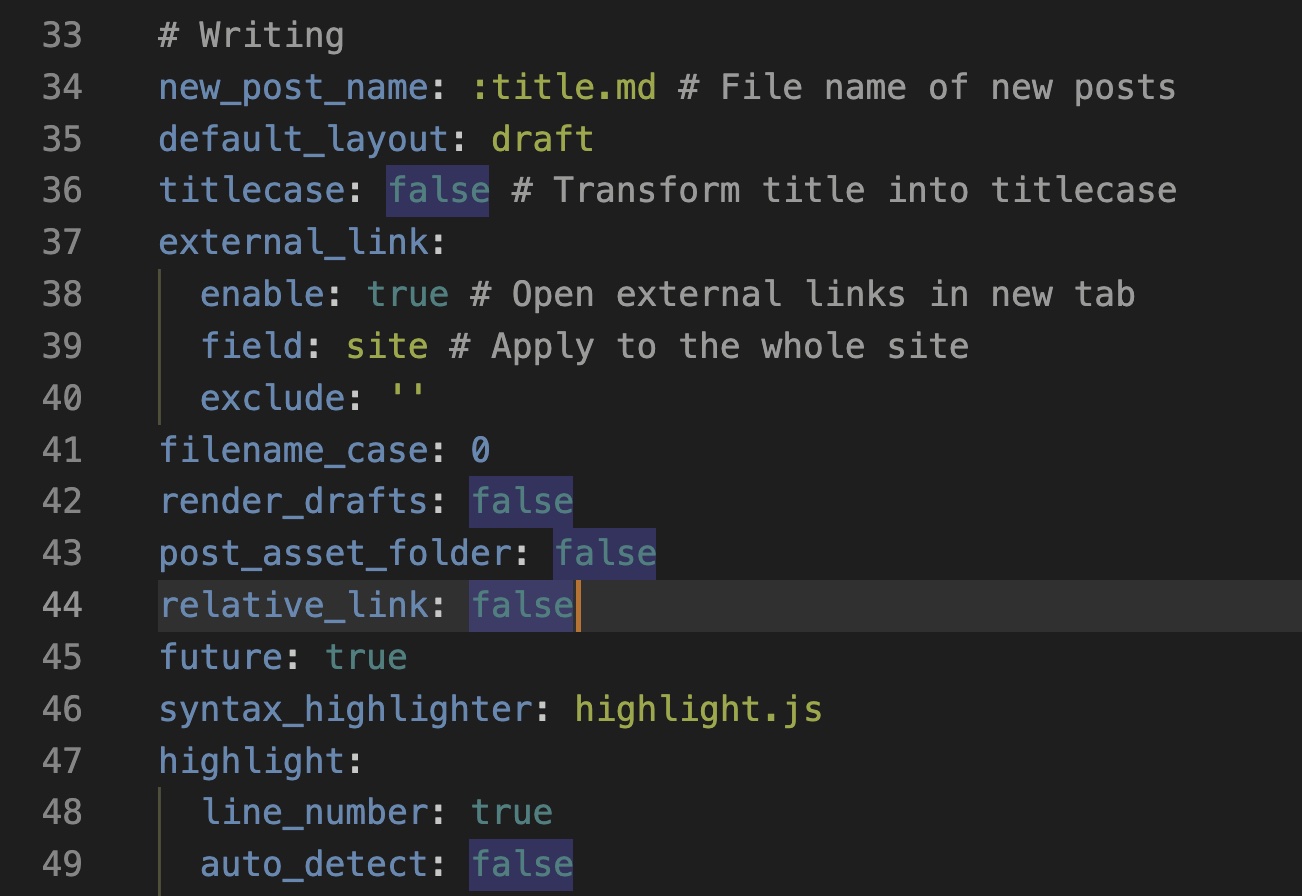 33 # Writing
34 new_post_name: :title.md # File name of new posts
35 default_layout: draft
36 titlecase: false # Transform title into titlecase
37 external_link:
38   enable: true # Open external links in new tab
39   field: site # Apply to the whole site
40   exclude: ''
41 filename_case: 0
42 render_drafts: false
43 post_asset_folder: false
44 relative_link: false
45 future: true
46 syntax_highlighter: highlight.js
47 highlight:
48   line_number: true
49   auto_detect: false